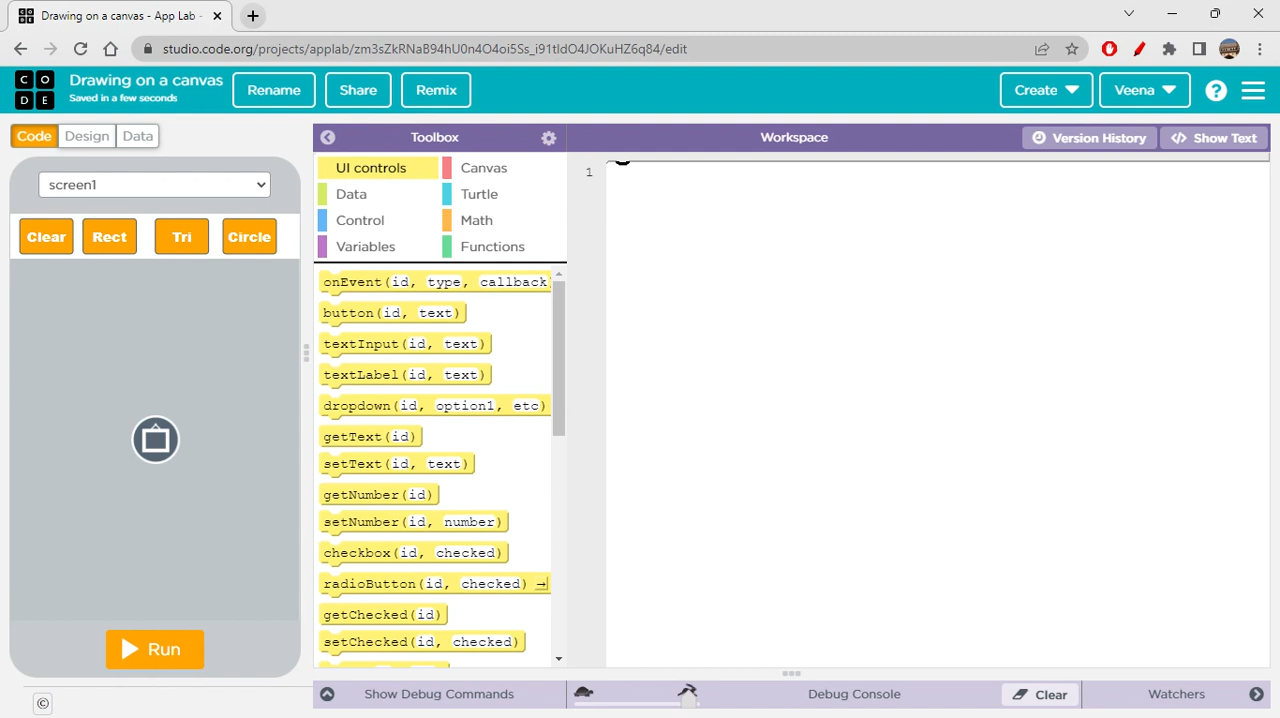 Drawing on a canvas - App Lab -
studio.code.org/projects/applab/zm3sZkRNaB94hU0n4O4oi5Ss_i91tldO4JOKuHZ6q84/edit
C O
D E
Drawing on a canvas
Saved in a few seconds
Rename
Share
Remix
Create
Veena
?
Code
Design
Data
Toolbox
Workspace
Version History
Show Text
screen1
Clear
Rect
Tri
Circle
Run
©
UI controls
Canvas
Data
Turtle
Control
Math
Variables
Functions
onEvent(id, type, callback)
button(id, text)
textInput(id, text)
textLabel(id, text)
dropdown(id, option1, etc)
getText(id)
setText(id, text)
getNumber(id)
setNumber(id, number)
checkbox(id, checked)
radioButton(id, checked)
getChecked(id)
setChecked(id, checked)
1
Show Debug Commands
Debug Console
Clear
Watchers